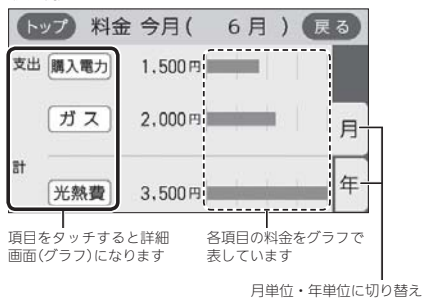 トップ 料金 今月( 6月 ) 戻る
支出 購入電力 1,500円
ガス 2,000円
月
計
光熱費 3,500円
年
項目をタッチすると詳細
画面(グラフ)になります
各項目の料金をグラフで
表しています
月単位・年単位に切り替え